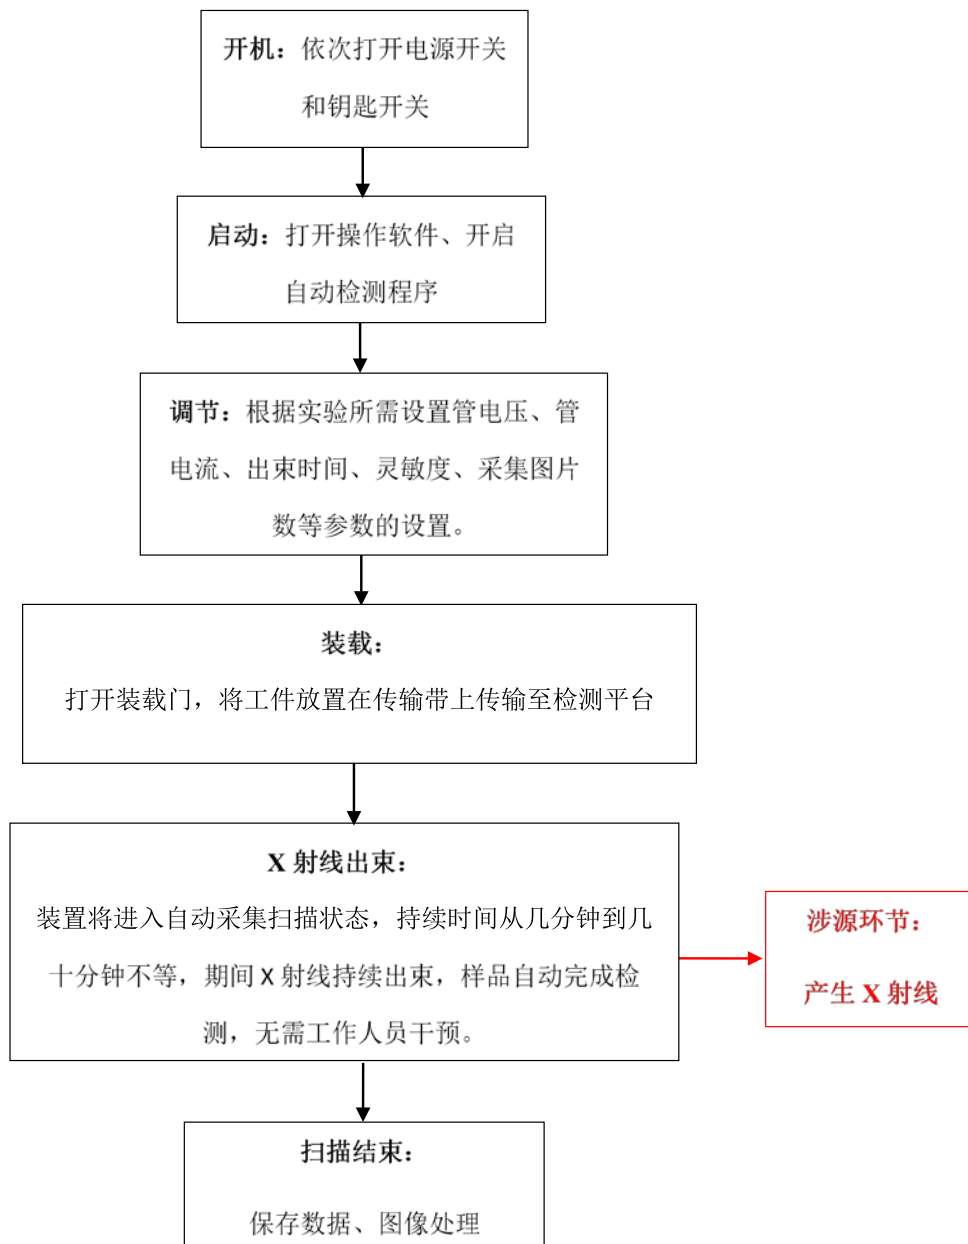 开机：依次打开电源开关
和钥匙开关
启动：打开操作软件、开启
自动检测程序
调节：根据实验所需设置管电压、管
电流、出束时间、灵敏度、采集图片
数等参数的设置。
装载：
打开装载门，将工件放置在传输带上传输至检测平台
X 射线出束：
装置将进入自动采集扫描状态，持续时间从几分钟到几
十分钟不等，期间 X 射线持续出束，样品自动完成检
测，无需工作人员干预。
涉源环节：
产生 X 射线
扫描结束：
保存数据、图像处理